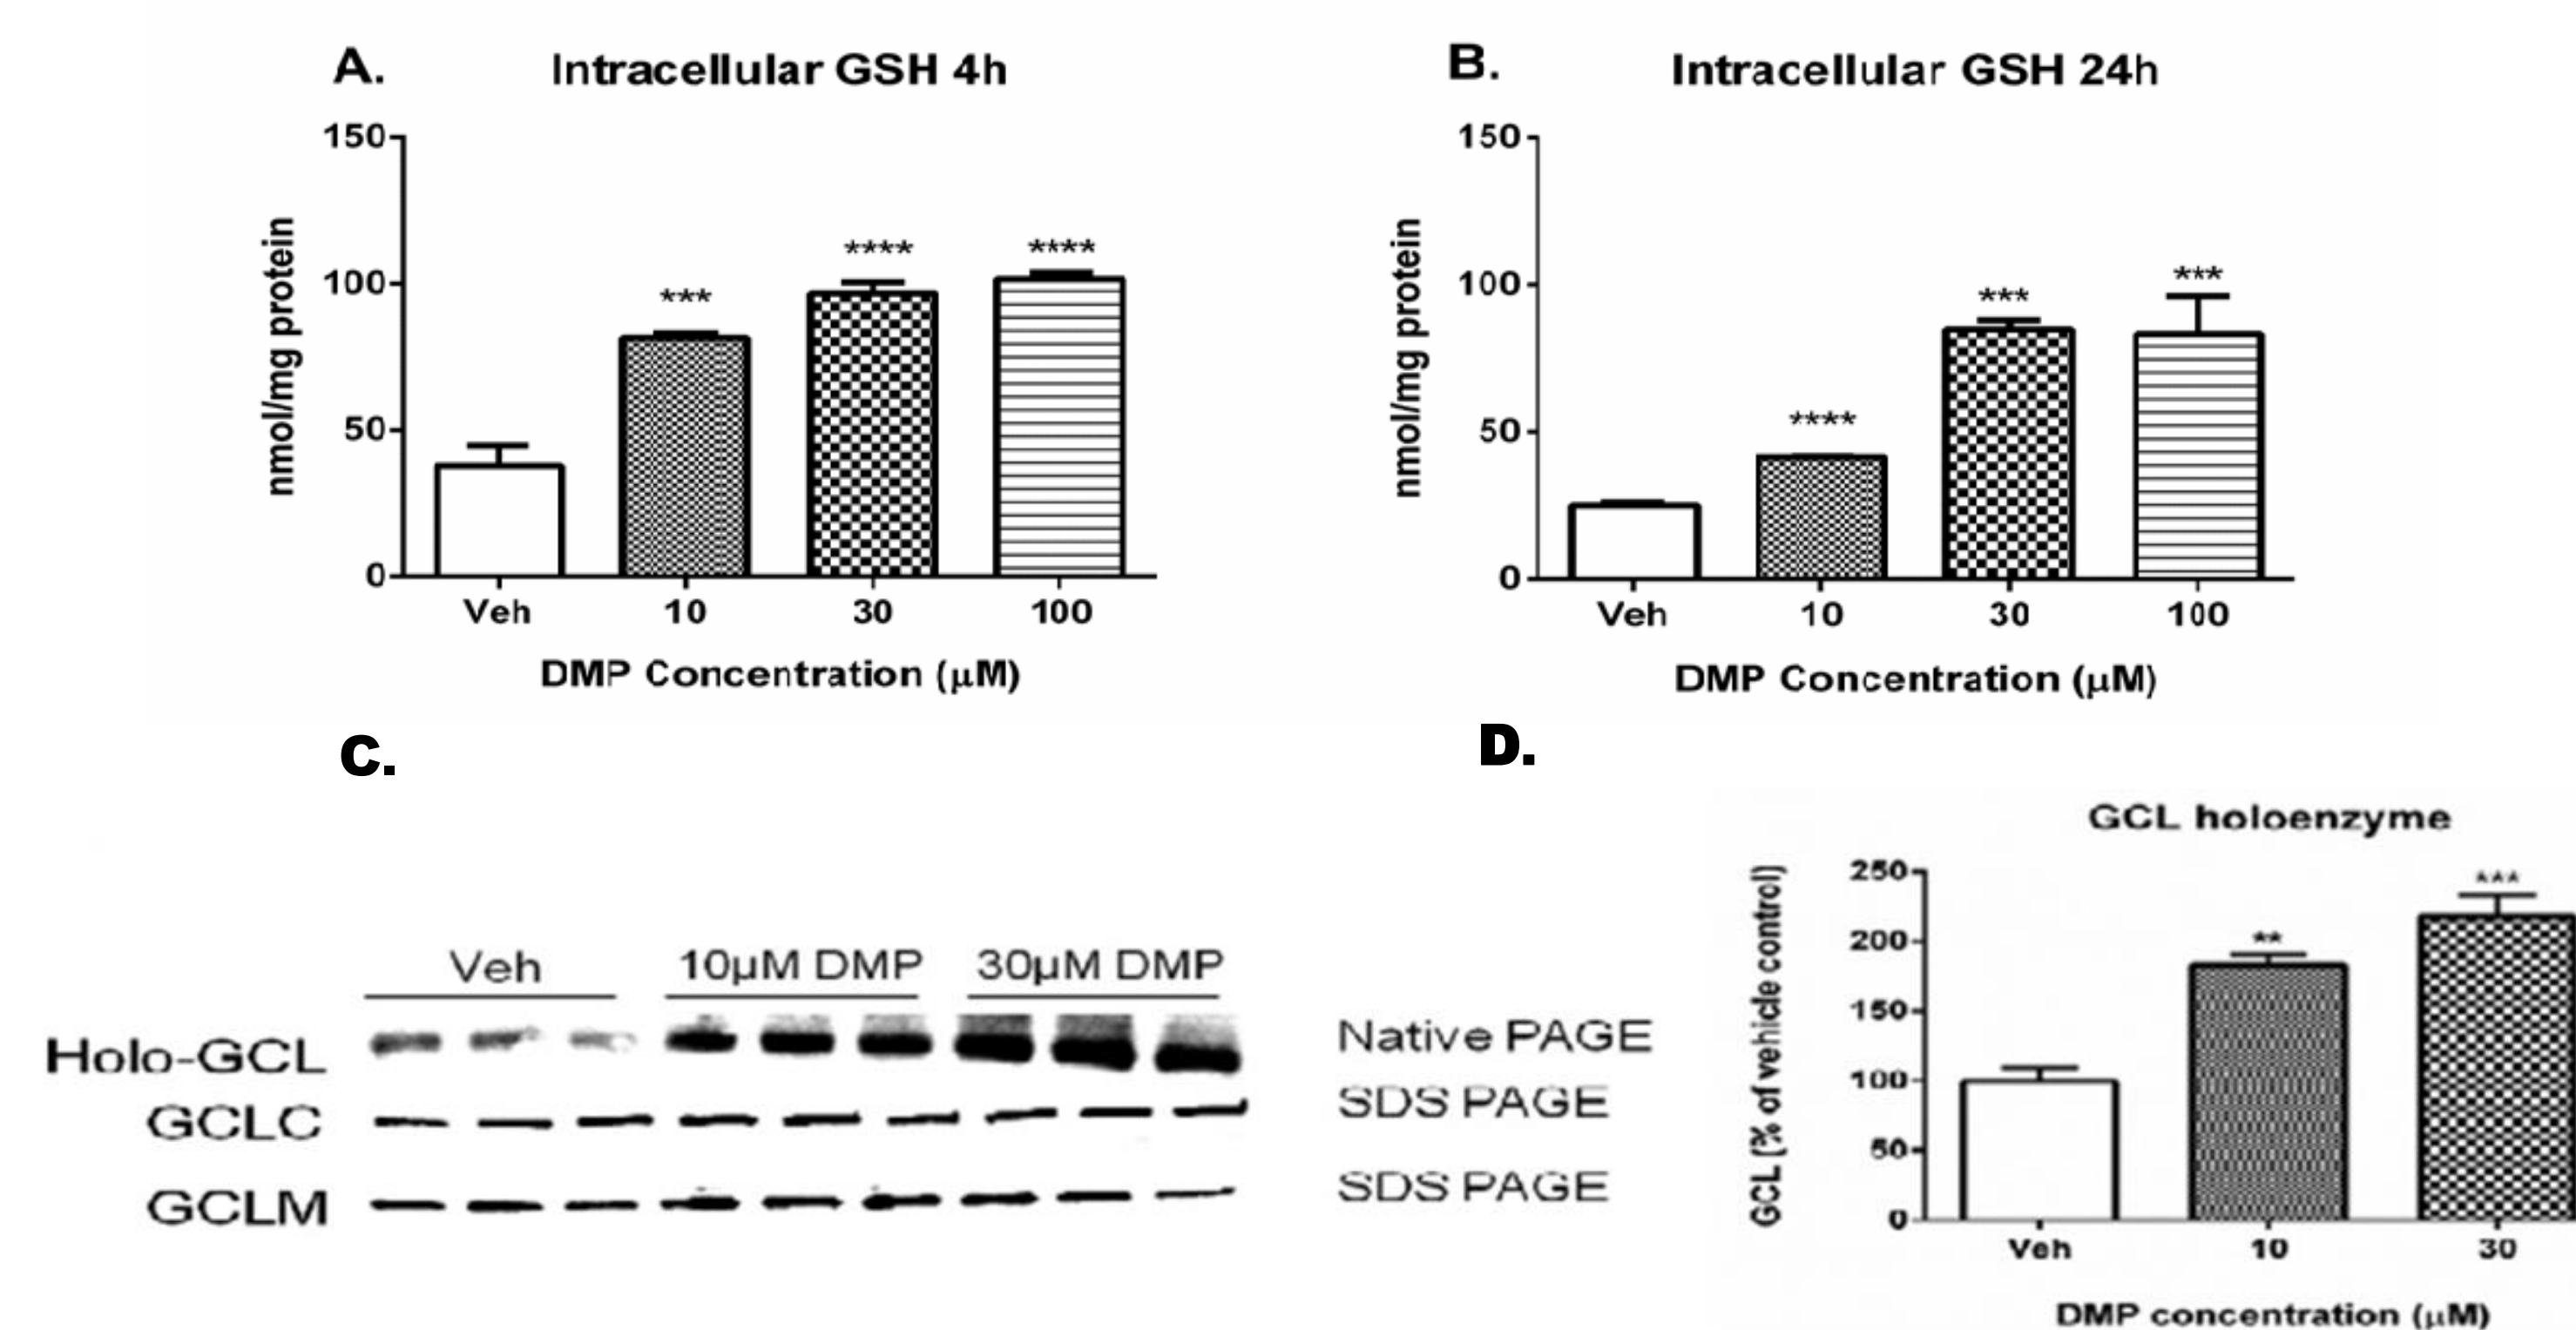 A.
Intracellular GSH 4h
nmol/mg protein
150
100
50
0
***
****
****
Veh 10 30 100
DMP Concentration (μM)
B.
Intracellular GSH 24h
nmol/mg protein
150
100
50
0
****
***
***
Veh 10 30 100
DMP Concentration (μM)
C.
Veh 10μM DMP 30μM DMP
Holo-GCL Native PAGE
GCLC SDS PAGE
GCLM SDS PAGE
D.
GCL holoenzyme
GCL (% of vehicle control)
250
200
150
100
50
0
**
***
Veh 10 30
DMP concentration (μM)